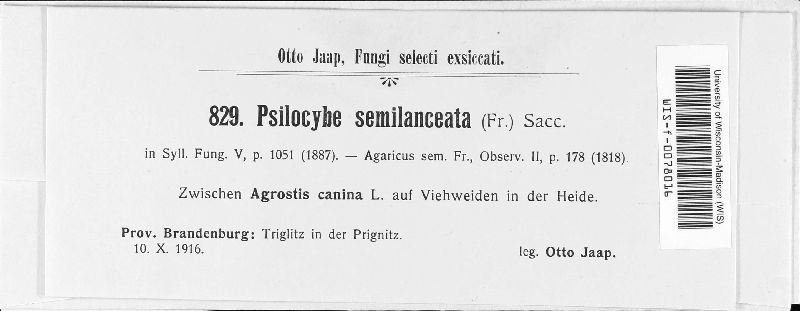 Otto Jaap, Fungi selecti exsiccati.
829. Psilocybe semilanceata (Fr.) Sacc.
in Syll. Fung. V, p. 1051 (1887). — Agaricus sem. Fr., Observ. II, p. 178 (1818).
Zwischen Agrostis canina L. auf Viehweiden in der Heide.
Prov. Brandenburg: Triglitz in der Prignitz.
10. X. 1916.
leg. Otto Jaap.
University of Wisconsin-Madison (WIS)
WIS-f-0078016